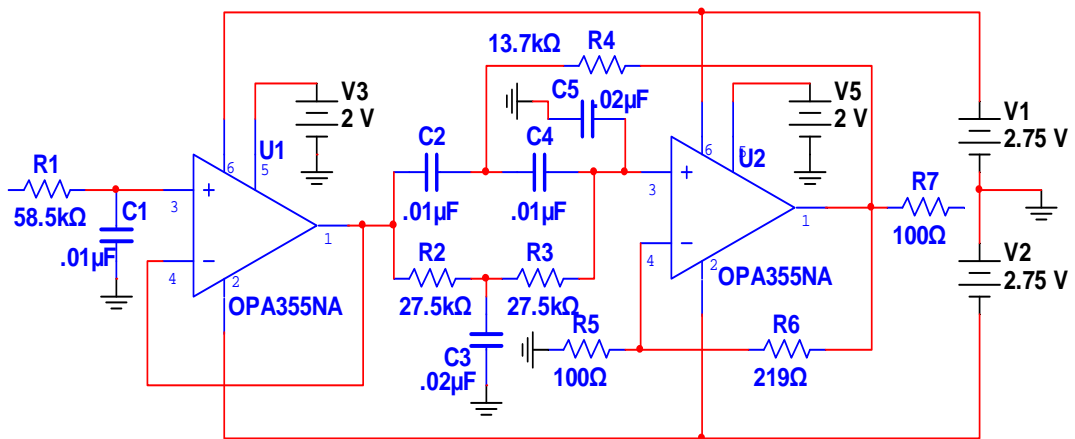 13.7kΩ
R4
C5
.02µF
V3
2 V
V5
2 V
V1
2.75 V
R1
58.5kΩ
C1
.01µF
U1
6
5
3
4
2
1
+
−
OPA355NA
C2
.01µF
C4
.01µF
R2
27.5kΩ
R3
27.5kΩ
C3
.02µF
U2
6
5
3
4
2
1
+
−
OPA355NA
R7
100Ω
V2
2.75 V
R5
100Ω
R6
219Ω